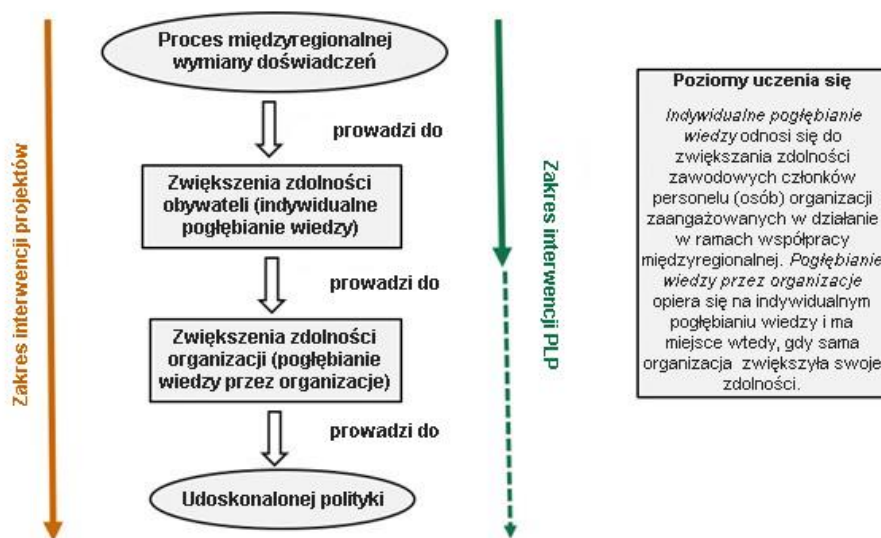 Proces międzyregionalnej
wymiany doświadczeń
prowadzi do
Zwiększenia zdolności
obywateli (indywidualne
pogłębianie wiedzy)
prowadzi do
Zwiększenia zdolności
organizacji (pogłębianie
wiedzy przez organizacje)
prowadzi do
Udoskonalonej polityki
Zakres interwencji projektów
Zakres interwencji PLP
Poziomy uczenia się
Indywidualne pogłębianie
wiedzy odnosi się do
zwiększania zdolności
zawodowych członków
personelu (osób) organizacji
zaangażowanych w działanie
w ramach współpracy
międzyregionalnej. Pogłębianie
wiedzy przez organizacje
opiera się na indywidualnym
pogłębianiu wiedzy i ma
miejsce wtedy, gdy sama
organizacja zwiększyła swoje
zdolności.